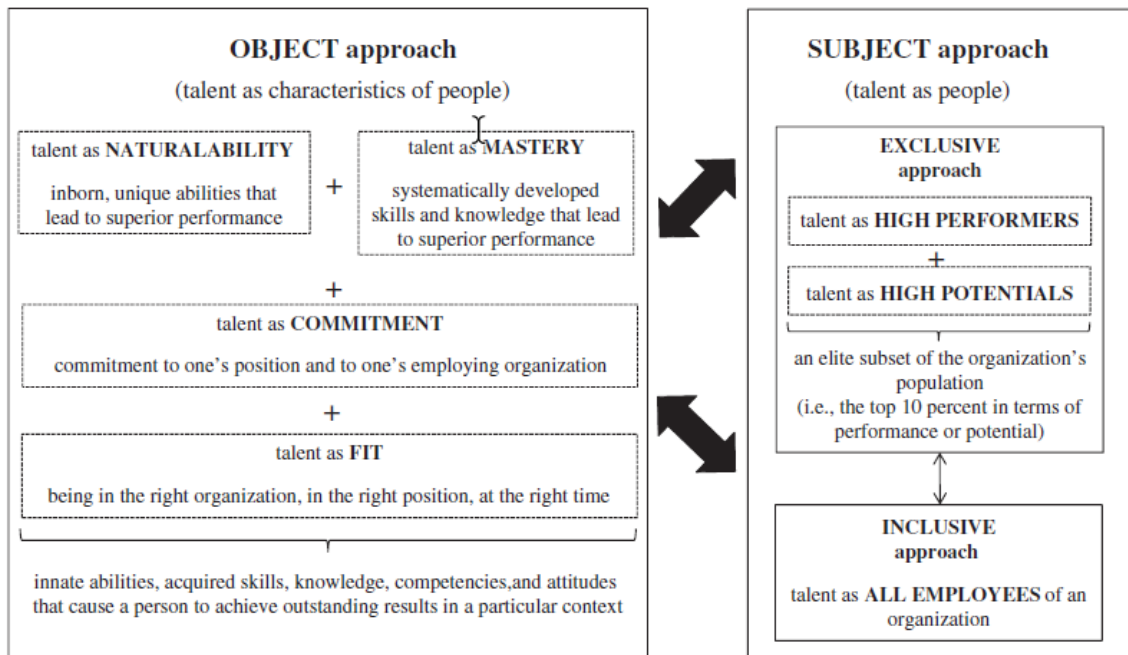 OBJECT approach
(talent as characteristics of people)
talent as NATURALABILITY
inborn, unique abilities that
lead to superior performance
+
talent as MASTERY
systematically developed
skills and knowledge that lead
to superior performance
+
talent as COMMITMENT
commitment to one's position and to one's employing organization
+
talent as FIT
being in the right organization, in the right position, at the right time
innate abilities, acquired skills, knowledge, competencies,and attitudes
that cause a person to achieve outstanding results in a particular context
SUBJECT approach
(talent as people)
EXCLUSIVE
approach
talent as HIGH PERFORMERS
+
talent as HIGH POTENTIALS
an elite subset of the organization's
population
(i.e., the top 10 percent in terms of
performance or potential)
INCLUSIVE
approach
talent as ALL EMPLOYEES of an
organization